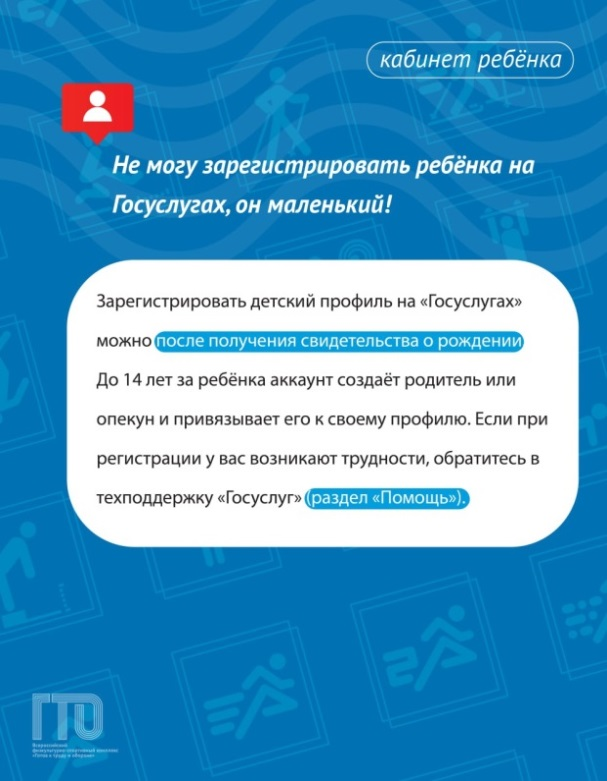 кабинет ребёнка
Не могу зарегистрировать ребёнка на
Госуслугах, он маленький!
Зарегистрировать детский профиль на «Госуслугах»
можно после получения свидетельства о рождении
До 14 лет за ребёнка аккаунт создаёт родитель или
опекун и привязывает его к своему профилю. Если при
регистрации у вас возникают трудности, обратитесь в
техподдержку «Госуслуг» (раздел «Помощь»).
ГТО
Всероссийский
физкультурно-спортивный комплекс
«Готов к труду и обороне»